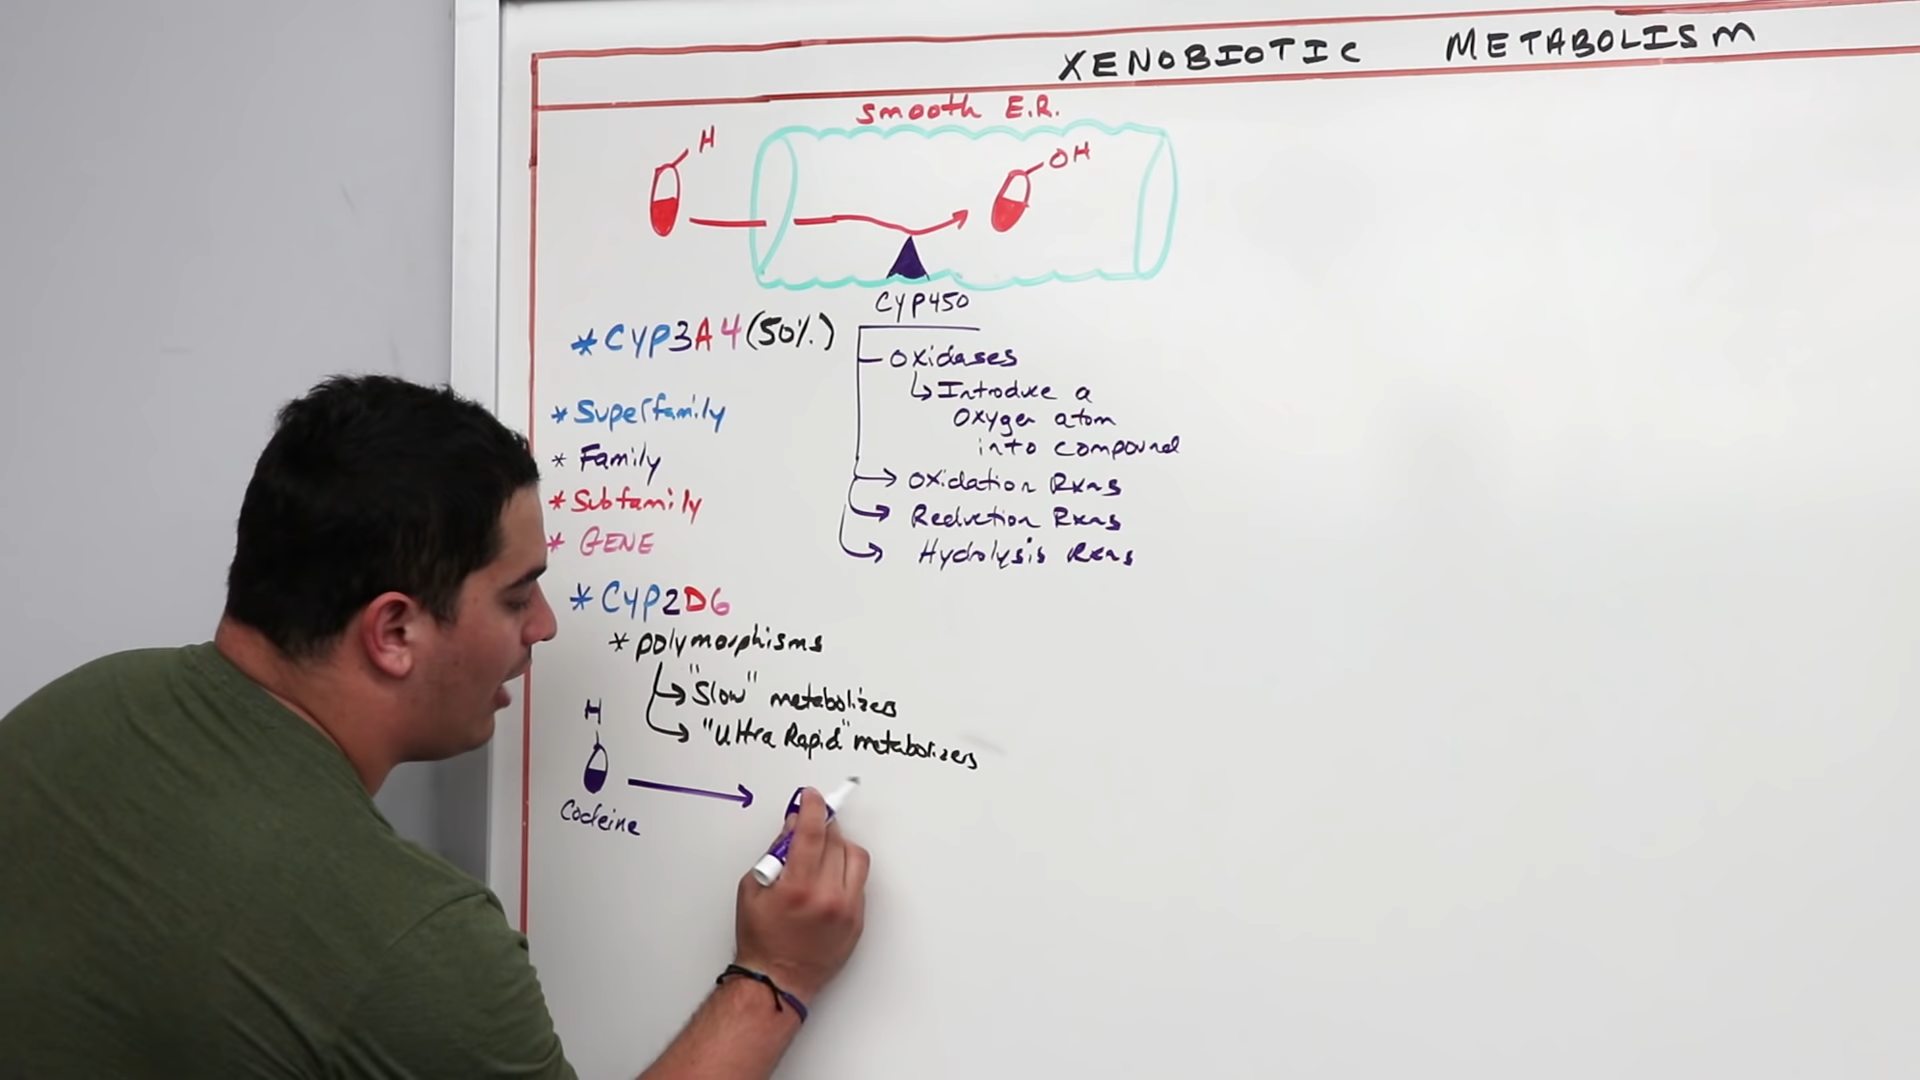 XENOBIOTIC METABOLISM
Smooth E.R.
H
OH
CYP450
* CYP3A4 (50%)
Oxidases
↳ Introduce a
Oxygen atom
into compound
→ Oxidation Rxns
→ Reduction Rxns
→ Hydrolysis Rxns
* Superfamily
* Family
* Subfamily
* GENE
* CYP2D6
* polymorphisms
→ "Slow" metabolizers
→ "Ultra Rapid" metabolizers
H
Codeine